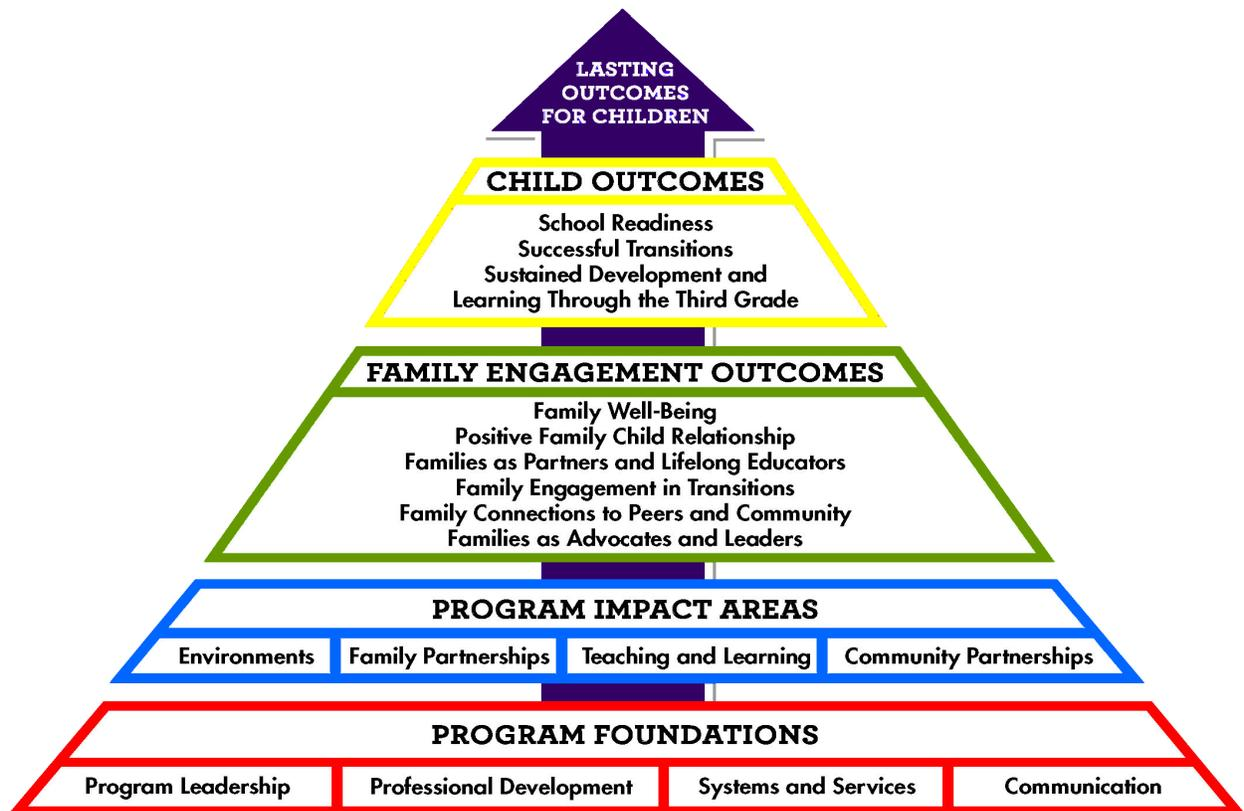 LASTING
OUTCOMES
FOR CHILDREN
CHILD OUTCOMES
School Readiness
Successful Transitions
Sustained Development and
Learning Through the Third Grade
FAMILY ENGAGEMENT OUTCOMES
Family Well-Being
Positive Family Child Relationship
Families as Partners and Lifelong Educators
Family Engagement in Transitions
Family Connections to Peers and Community
Families as Advocates and Leaders
PROGRAM IMPACT AREAS
Environments
Family Partnerships
Teaching and Learning
Community Partnerships
PROGRAM FOUNDATIONS
Program Leadership
Professional Development
Systems and Services
Communication